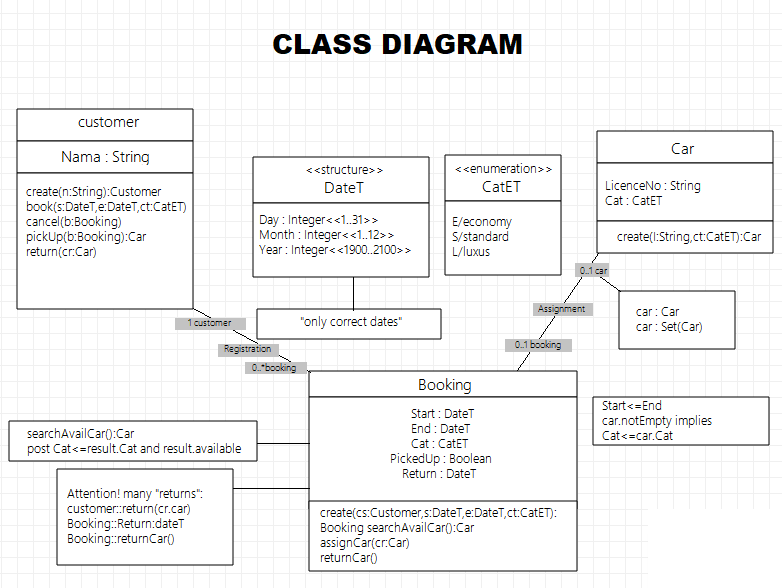 CLASS DIAGRAM
customer
Nama : String
create(n:String):Customer
book(s:DateT,e:DateT,ct:CatET)
cancel(b:Booking)
pickUp(b:Booking):Car
return(cr:Car)
<<structure>>
DateT
Day : Integer<<1..31>>
Month : Integer<<1..12>>
Year : Integer<<1900..2100>>
"only correct dates"
<<enumeration>>
CatET
E/economy
S/standard
L/luxus
Car
LicenceNo : String
Cat : CatET
create(l:String,ct:CatET):Car
0..1 car
Assignment
0..1 booking
car : Car
car : Set(Car)
1 customer
Registration
0..*booking
Booking
Start : DateT
End : DateT
Cat : CatET
PickedUp : Boolean
Return : DateT
create(cs:Customer,s:DateT,e:DateT,ct:CatET):
Booking searchAvailCar():Car
assignCar(cr:Car)
returnCar()
Start<=End
car.notEmpty implies
Cat<=car.Cat
searchAvailCar():Car
post Cat<=result.Cat and result.available
Attention! many "returns":
customer::return(cr.car)
Booking::Return:dateT
Booking::returnCar()